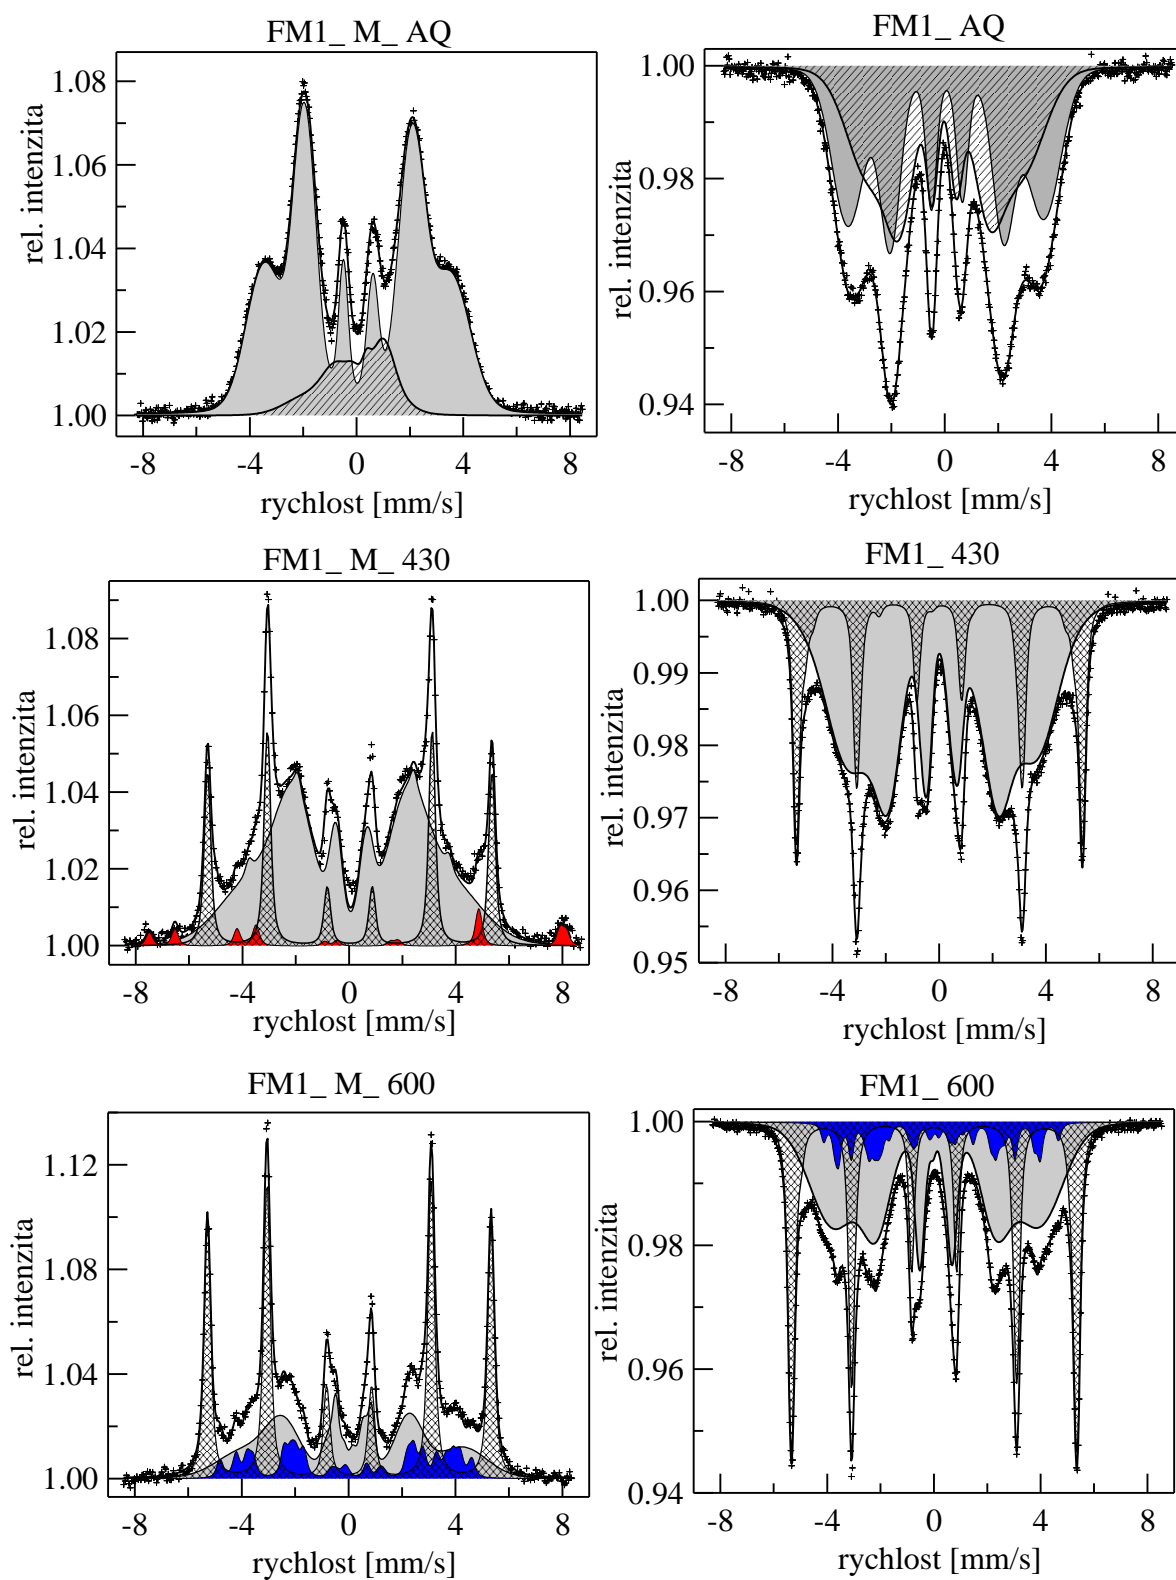 FM1_ M_ AQ
rel. intenzita
1.08
1.06
1.04
1.02
1.00
-8 -4 0 4 8
rychlost [mm/s]
FM1_ AQ
rel. intenzita
1.00
0.98
0.96
0.94
-8 -4 0 4 8
rychlost [mm/s]
FM1_ M_ 430
rel. intenzita
1.08
1.06
1.04
1.02
1.00
-8 -4 0 4 8
rychlost [mm/s]
FM1_ 430
rel. intenzita
1.00
0.99
0.98
0.97
0.96
0.95
-8 -4 0 4 8
rychlost [mm/s]
FM1_ M_ 600
rel. intenzita
1.12
1.08
1.04
1.00
-8 -4 0 4 8
rychlost [mm/s]
FM1_ 600
rel. intenzita
1.00
0.98
0.96
0.94
-8 -4 0 4 8
rychlost [mm/s]